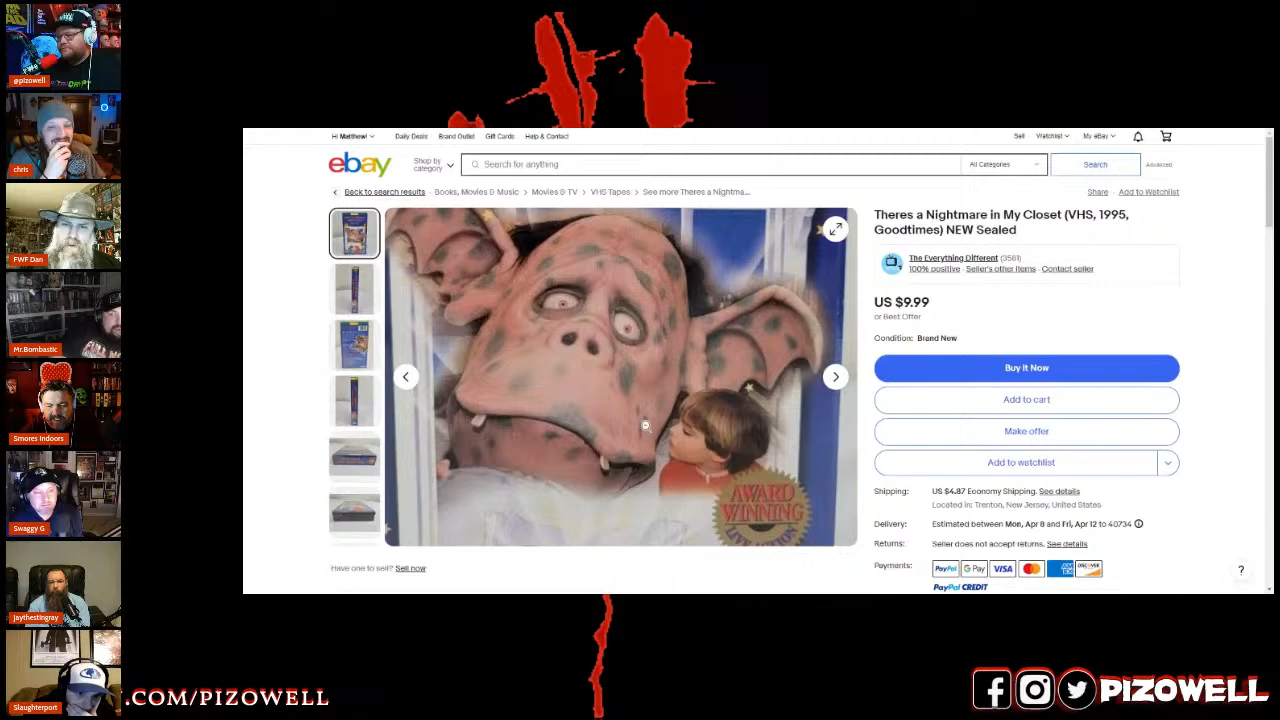 @pizowell
chris
FWF Dan
Mr.Bombastic
Smores Indoors
Swaggy G
Jaythestingray
Slaughterport
Hi Matthew!
Daily Deals
Brand Outlet
Gift Cards
Help & Contact
Sell
Watchlist
My eBay
ebay
Shop by
category
Search for anything
All Categories
Search
Advanced
Back to search results
Books, Movies & Music
Movies & TV
VHS Tapes
See more Theres a Nightma...
Share
Add to Watchlist
AWARD
WINNING
Have one to sell? Sell now
Theres a Nightmare in My Closet (VHS, 1995,
Goodtimes) NEW Sealed
The Everything Different (3561)
100% positive · Seller's other items · Contact seller
US $9.99
or Best Offer
Condition: Brand New
Buy It Now
Add to cart
Make offer
Add to watchlist
Shipping: US $4.87 Economy Shipping. See details
Located in: Trenton, New Jersey, United States
Delivery: Estimated between Mon, Apr 8 and Fri, Apr 12 to 40734
Returns: Seller does not accept returns. See details
Payments: PayPal G Pay VISA DISCOVER
PayPal CREDIT
?
.COM/PIZOWELL
PIZOWELL